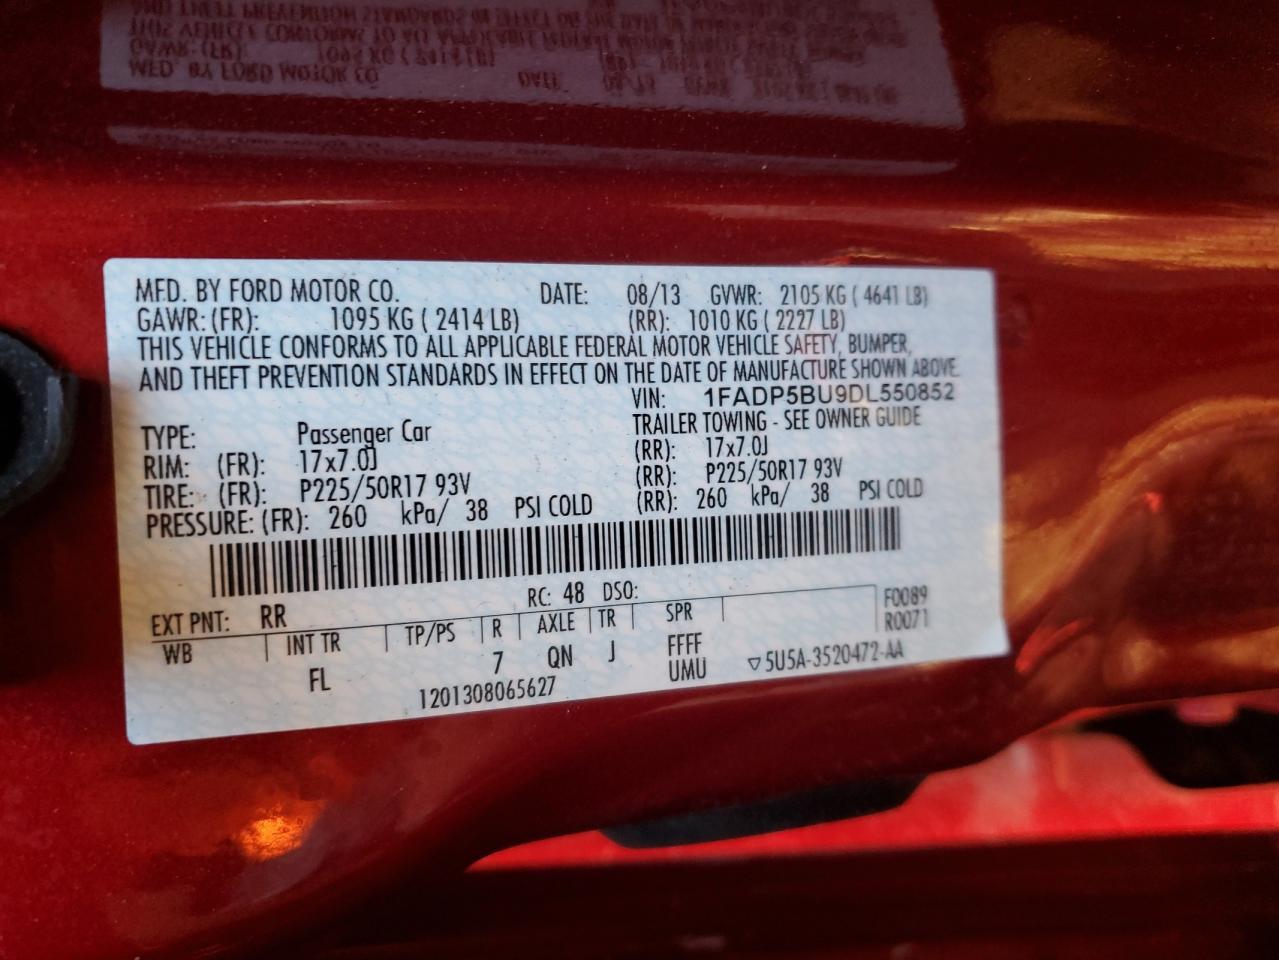 MFD. BY FORD MOTOR CO. DATE: 08/13 GVWR: 2105 KG ( 4641 LB)
GAWR: (FR): 1095 KG ( 2414 LB) (RR): 1010 KG ( 2227 LB)
THIS VEHICLE CONFORMS TO ALL APPLICABLE FEDERAL MOTOR VEHICLE SAFETY, BUMPER,
AND THEFT PREVENTION STANDARDS IN EFFECT ON THE DATE OF MANUFACTURE SHOWN ABOVE.
VIN: 1FADP5BU9DL550852
TYPE: Passenger Car TRAILER TOWING - SEE OWNER GUIDE
RIM: (FR): 17x7.0J (RR): 17x7.0J
TIRE: (FR): P225/50R17 93V (RR): P225/50R17 93V
PRESSURE: (FR): 260 kPa/ 38 PSI COLD (RR): 260 kPa/ 38 PSI COLD
EXT PNT: RR RC: 48 DSO: F0089
WB INT TR TP/PS R AXLE TR SPR R0071
FL 7 QN J FFFF
1201308065627 UMU ▽5U5A-3520472-AA